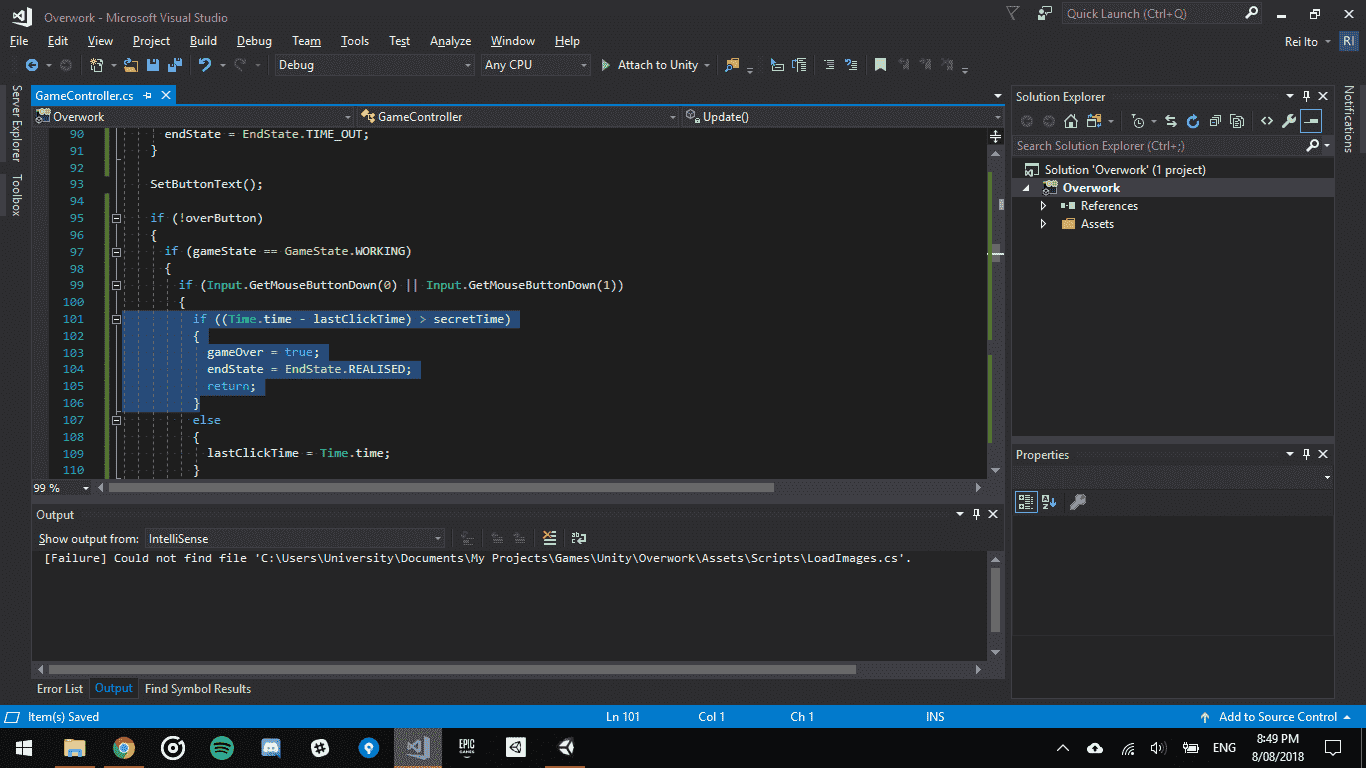 Overwork - Microsoft Visual Studio
Quick Launch (Ctrl+Q)
File Edit View Project Build Debug Team Tools Test Analyze Window Help
Rei Ito RI
Debug Any CPU Attach to Unity
Server Explorer
Toolbox
GameController.cs
Overwork GameController Update()
90 endState = EndState.TIME_OUT;
91 }
92
93 SetButtonText();
94
95 if (!overButton)
96 {
97 if (gameState == GameState.WORKING)
98 {
99 if (Input.GetMouseButtonDown(0) || Input.GetMouseButtonDown(1))
100 {
101 if ((Time.time - lastClickTime) > secretTime)
102 {
103 gameOver = true;
104 endState = EndState.REALISED;
105 return;
106 }
107 else
108 {
109 lastClickTime = Time.time;
110 }
99 %
Output
Show output from: IntelliSense
[Failure] Could not find file 'C:\Users\University\Documents\My Projects\Games\Unity\Overwork\Assets\Scripts\LoadImages.cs'.
Error List Output Find Symbol Results
Solution Explorer
Search Solution Explorer (Ctrl+;)
Solution 'Overwork' (1 project)
Overwork
References
Assets
Properties
Notifications
Item(s) Saved Ln 101 Col 1 Ch 1 INS Add to Source Control
EPIC
GAMES
ENG
8:49 PM
8/08/2018